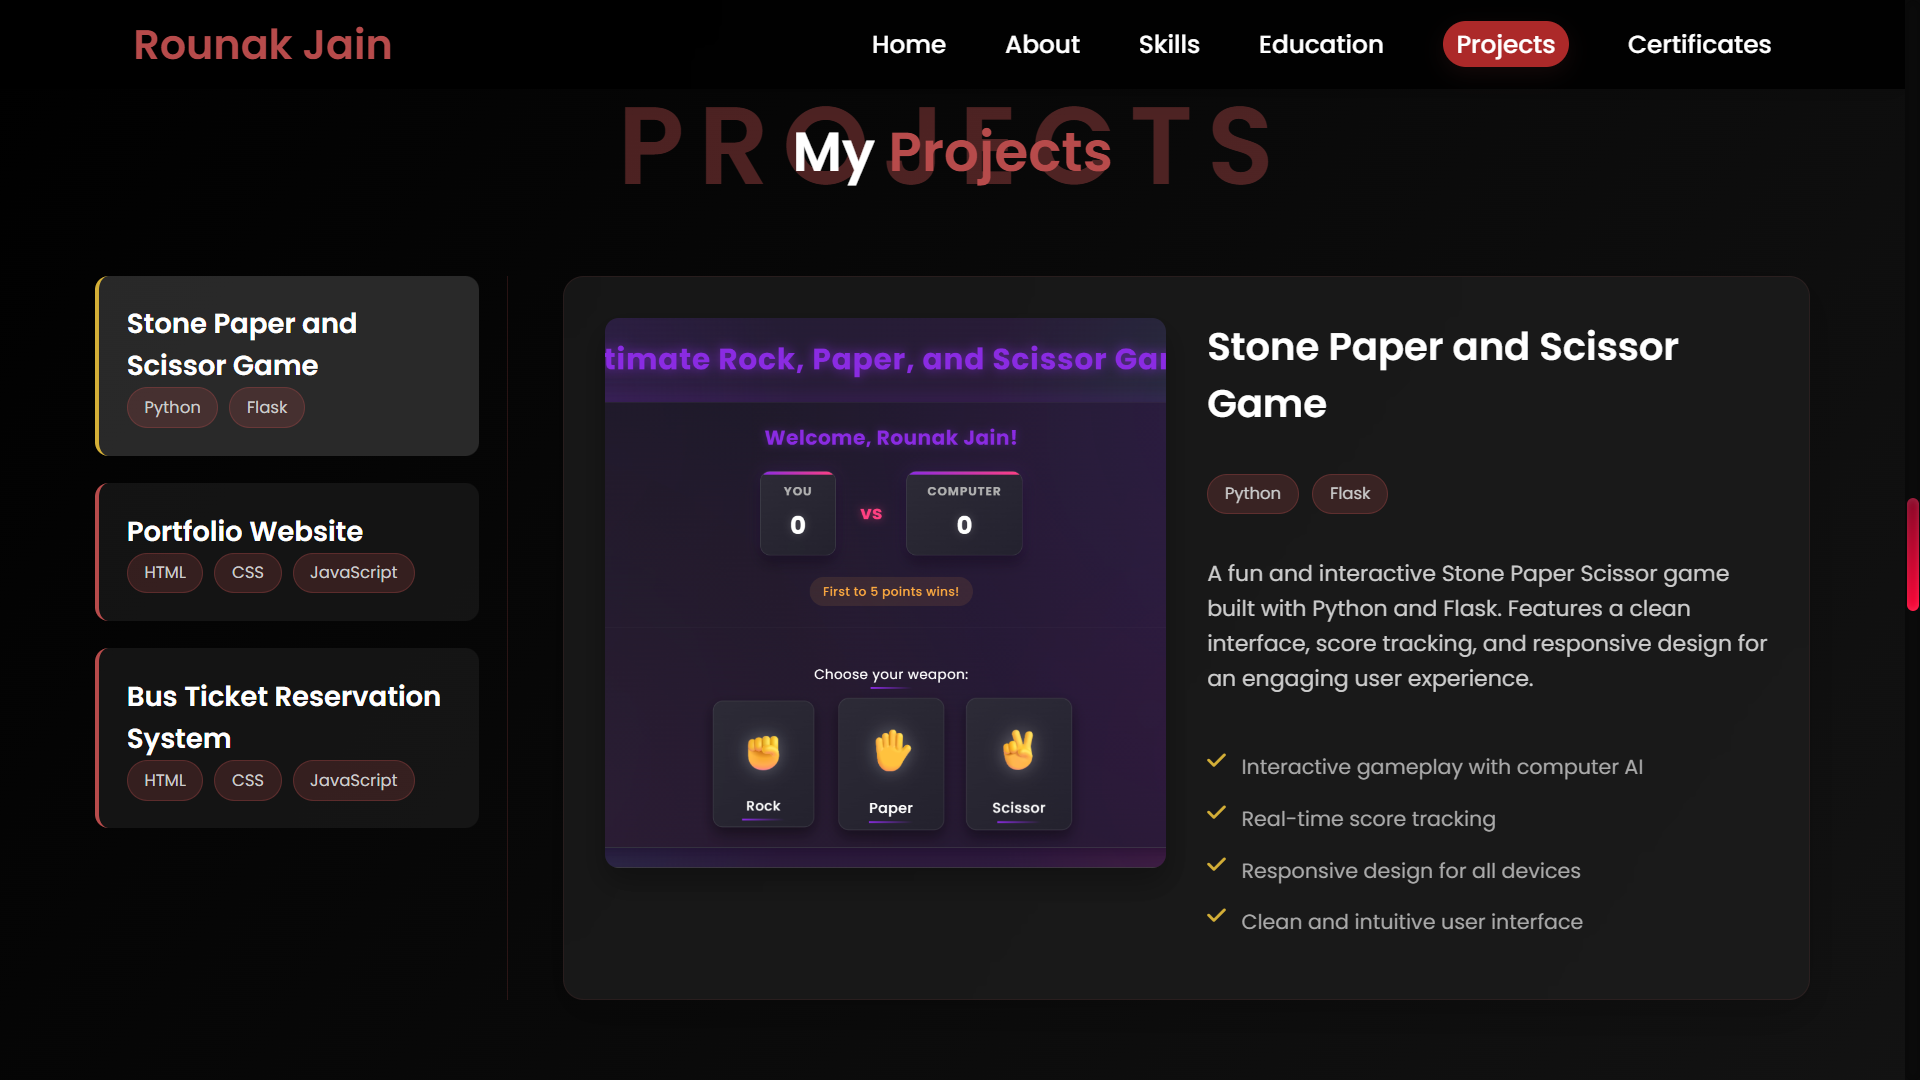 Rounak Jain
Home About Skills Education Projects Certificates
PROJECTS
My Projects
Stone Paper and
Scissor Game
Python Flask
Portfolio Website
HTML CSS JavaScript
Bus Ticket Reservation
System
HTML CSS JavaScript
Rock, Paper, and Scissor
Welcome, Rounak Jain!
YOU
0
vs
COMPUTER
0
First to 5 points wins!
Choose your weapon:
Rock
Paper
Scissor
Stone Paper and Scissor
Game
Python Flask
A fun and interactive Stone Paper Scissor game
built with Python and Flask. Features a clean
interface, score tracking, and responsive design for
an engaging user experience.
Interactive gameplay with computer AI
Real-time score tracking
Responsive design for all devices
Clean and intuitive user interface